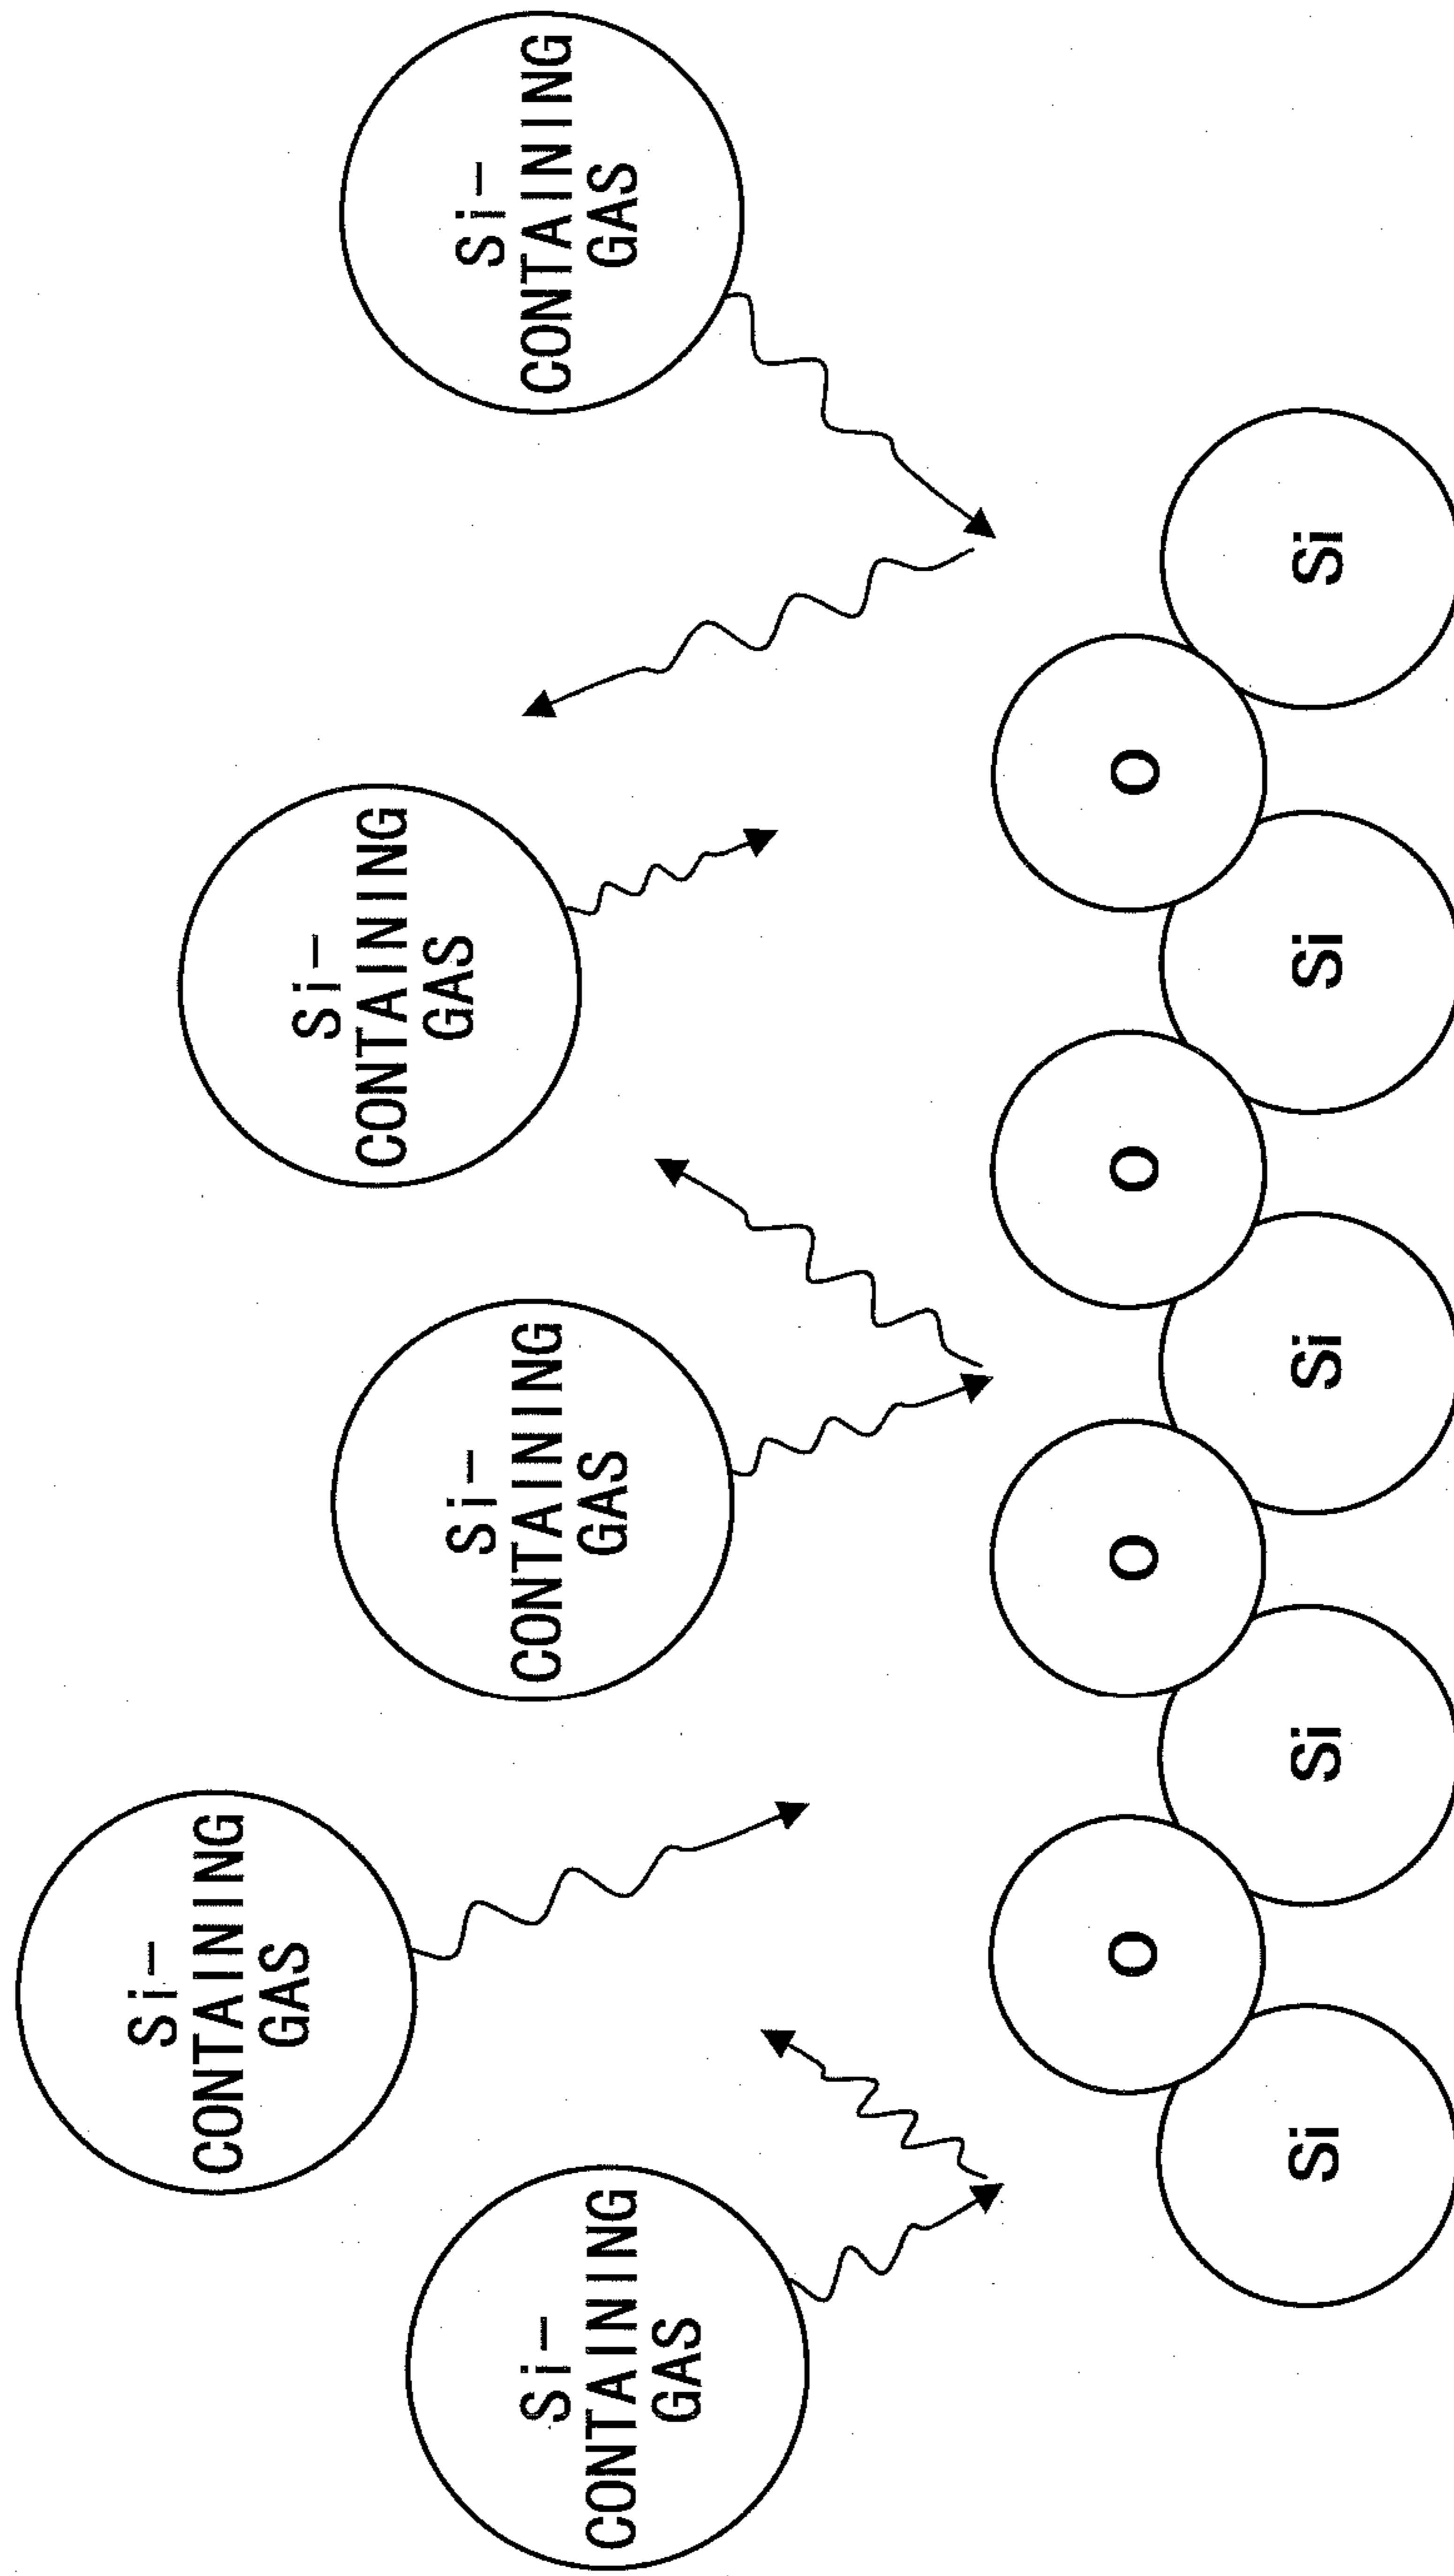 Si-
CONTAINING
GAS
Si-
CONTAINING
GAS
Si-
CONTAINING
GAS
Si-
CONTAINING
GAS
Si-
CONTAINING
GAS
O
O
O
O
Si
Si
Si
Si
Si